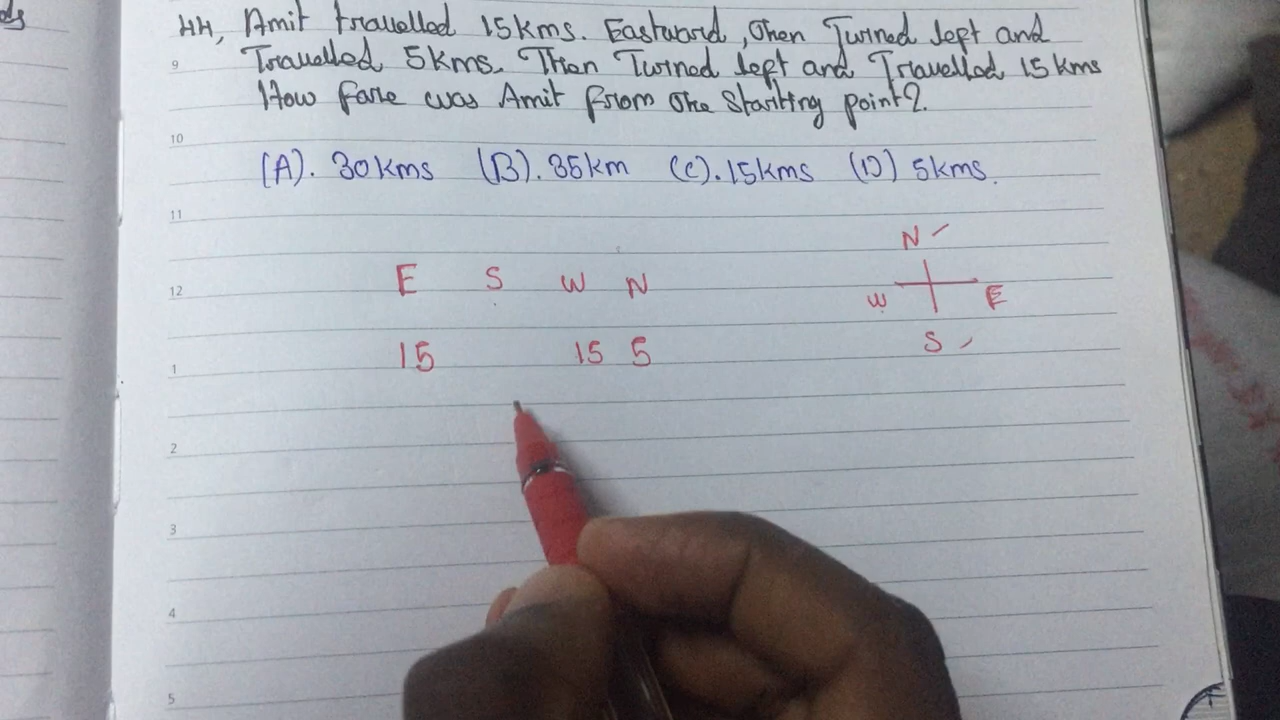 44, Amit travelled 15kms. Eastward, then Turned left and
Travelled 5kms. Then Turned left and Travelled 15kms
How fare was Amit from the Starting point?
(A). 30kms (B). 35km (C). 15kms (D) 5kms.
E S W N
15 15 5
N
W E
S
9
10
11
12
1
2
3
4
5